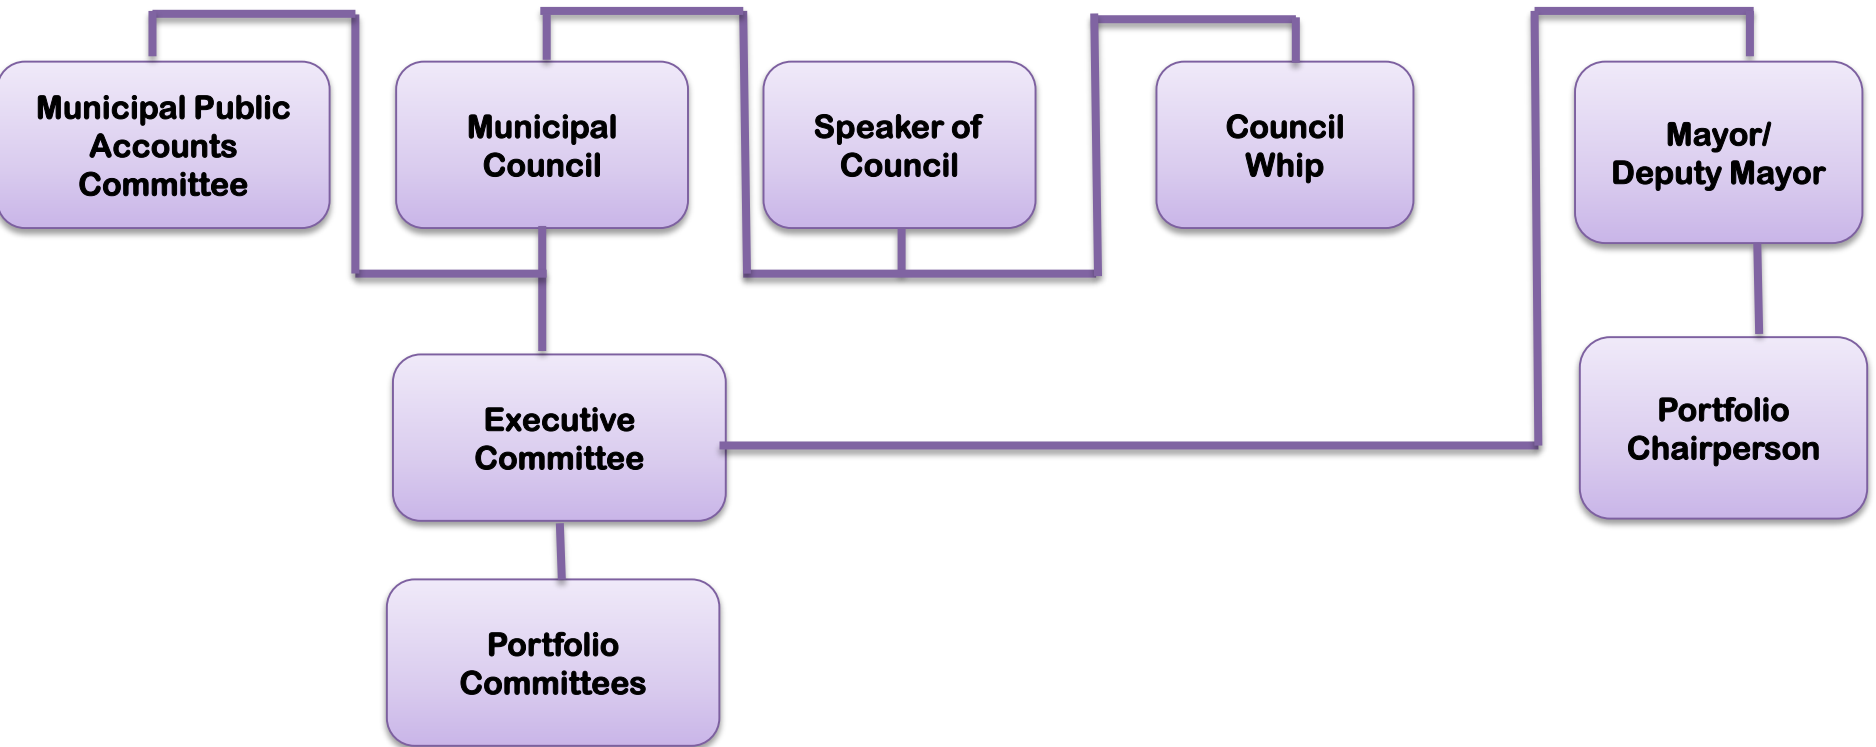 Municipal Public
Accounts
Committee
Municipal
Council
Speaker of
Council
Council
Whip
Mayor/
Deputy Mayor
Executive
Committee
Portfolio
Chairperson
Portfolio
Committees